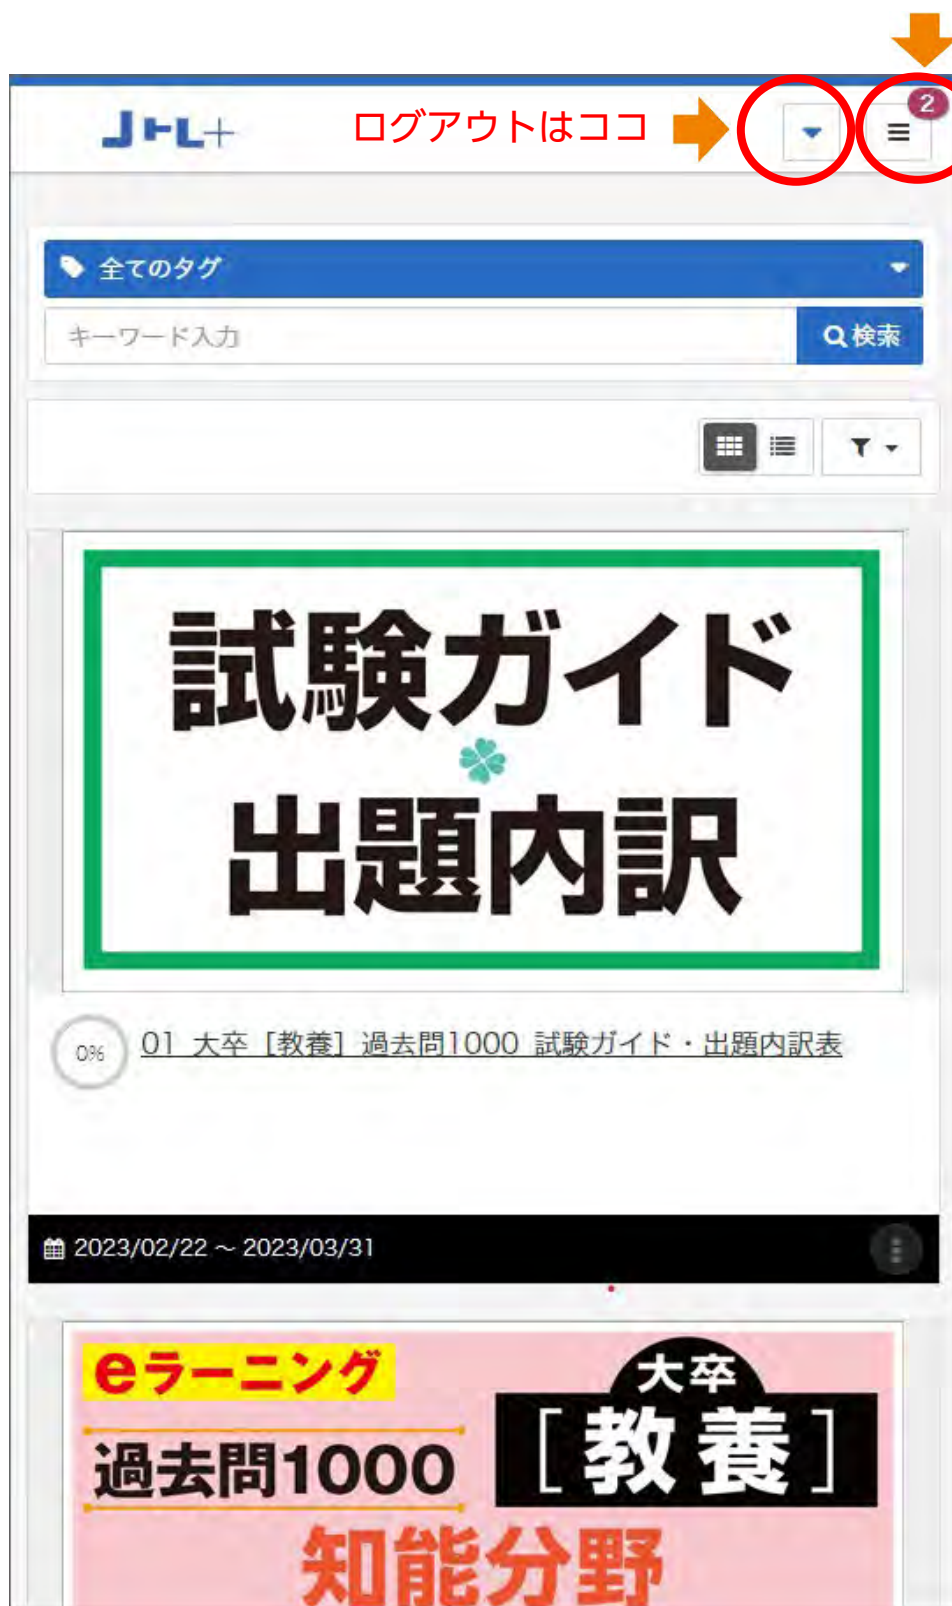 2
Jトレ+
ログアウトはココ
全てのタグ
キーワード入力
検索
試験ガイド
出題内訳
0%
01 大卒［教養］過去問1000 試験ガイド・出題内訳表
2023/02/22 ～ 2023/03/31
eラーニング
大卒
過去問1000
［教養］
知能分野